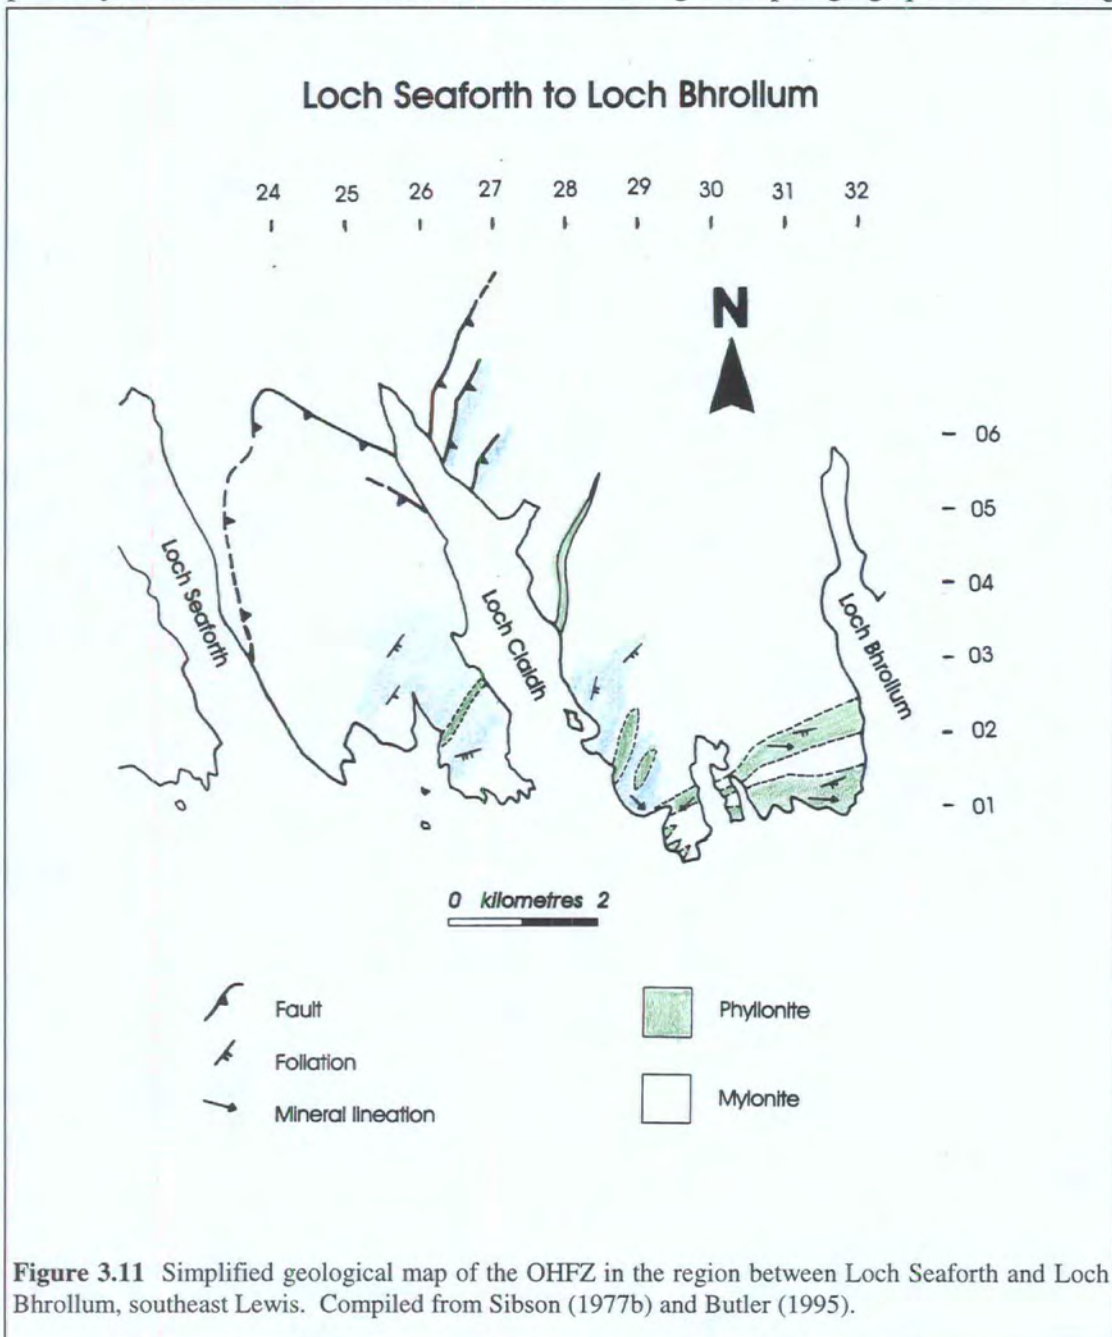 Loch Seaforth to Loch Bhrollum
24 25 26 27 28 29 30 31 32
N
06
05
04
03
02
01
Loch Seaforth
Loch Claidh
Loch Bhrollum
0 kilometres 2
Fault
Foliation
Mineral lineation
Phyllonite
Mylonite
Figure 3.11 Simplified geological map of the OHFZ in the region between Loch Seaforth and Loch
Bhrollum, southeast Lewis. Compiled from Sibson (1977b) and Butler (1995).